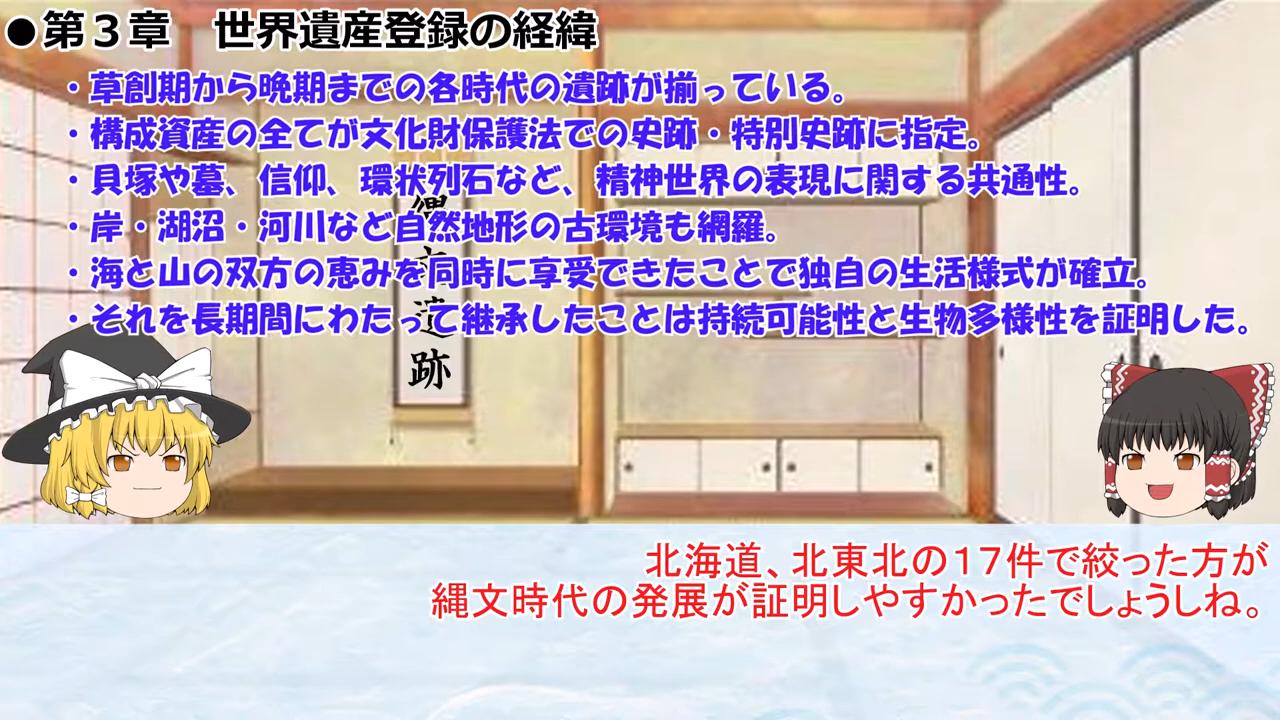 ●第３章　世界遺産登録の経緯
・草創期から晩期までの各時代の遺跡が揃っている。
・構成資産の全てが文化財保護法での史跡・特別史跡に指定。
・貝塚や墓、信仰、環状列石など、精神世界の表現に関する共通性。
・岸・湖沼・河川など自然地形の古環境も網羅。
・海と山の双方の恵みを同時に享受できたことで独自の生活様式が確立。
・それを長期間にわたって継承したことは持続可能性と生物多様性を証明した。
縄文遺跡
北海道、北東北の１７件で絞った方が
縄文時代の発展が証明しやすかったでしょうしね。